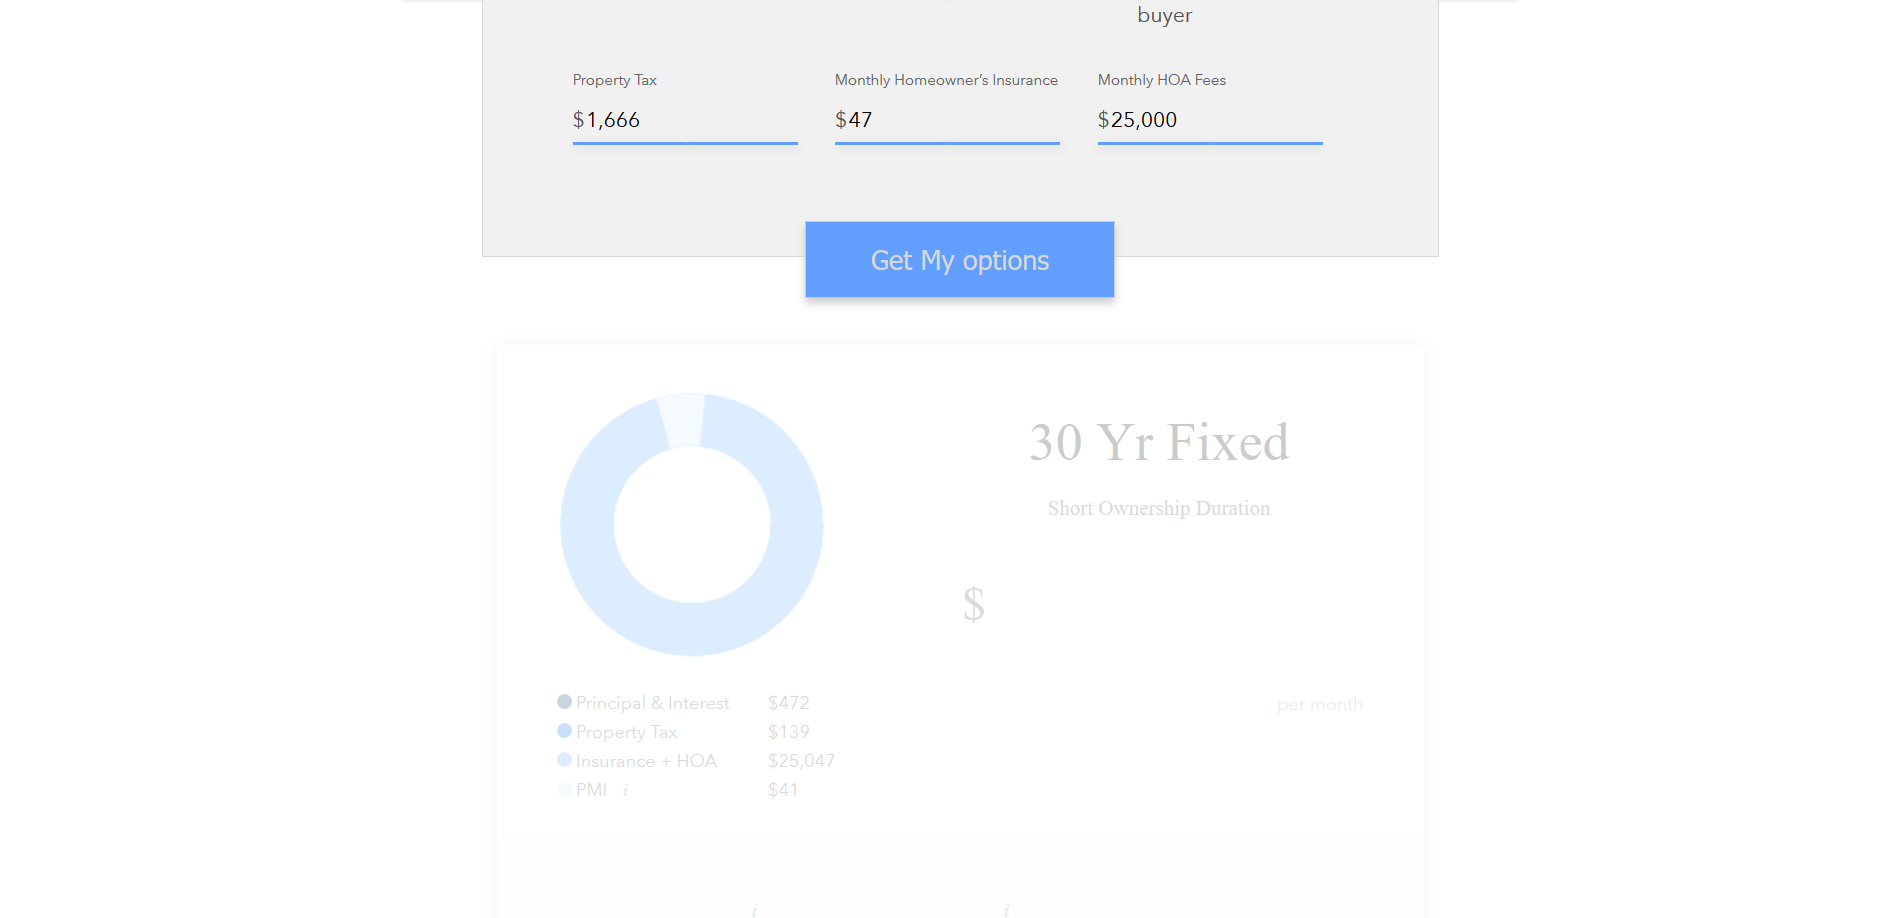 buyer
Property Tax
Monthly Homeowner’s Insurance
Monthly HOA Fees
$1,666
$47
$25,000
Get My options
30 Yr Fixed
Short Ownership Duration
$
Principal & Interest $472
per month
Property Tax $139
Insurance + HOA $25,047
PMI i $41
i
i